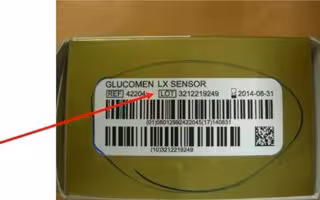 GLUCOMEN LX SENSOR
REF 42204 LOT 3212219249 2014-08-31
(01)08012992422045(17)140831
(10)3212219249